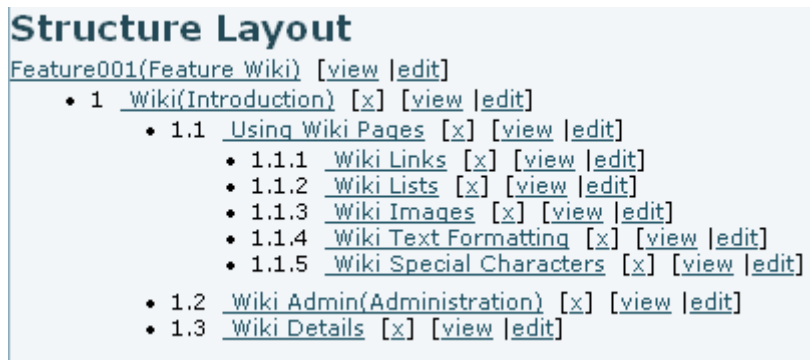 Structure Layout
Feature001(Feature Wiki) [view |edit]
• 1 Wiki(Introduction) [x] [view |edit]
• 1.1 Using Wiki Pages [x] [view |edit]
• 1.1.1 Wiki Links [x] [view |edit]
• 1.1.2 Wiki Lists [x] [view |edit]
• 1.1.3 Wiki Images [x] [view |edit]
• 1.1.4 Wiki Text Formatting [x] [view |edit]
• 1.1.5 Wiki Special Characters [x] [view |edit]
• 1.2 Wiki Admin(Administration) [x] [view |edit]
• 1.3 Wiki Details [x] [view |edit]